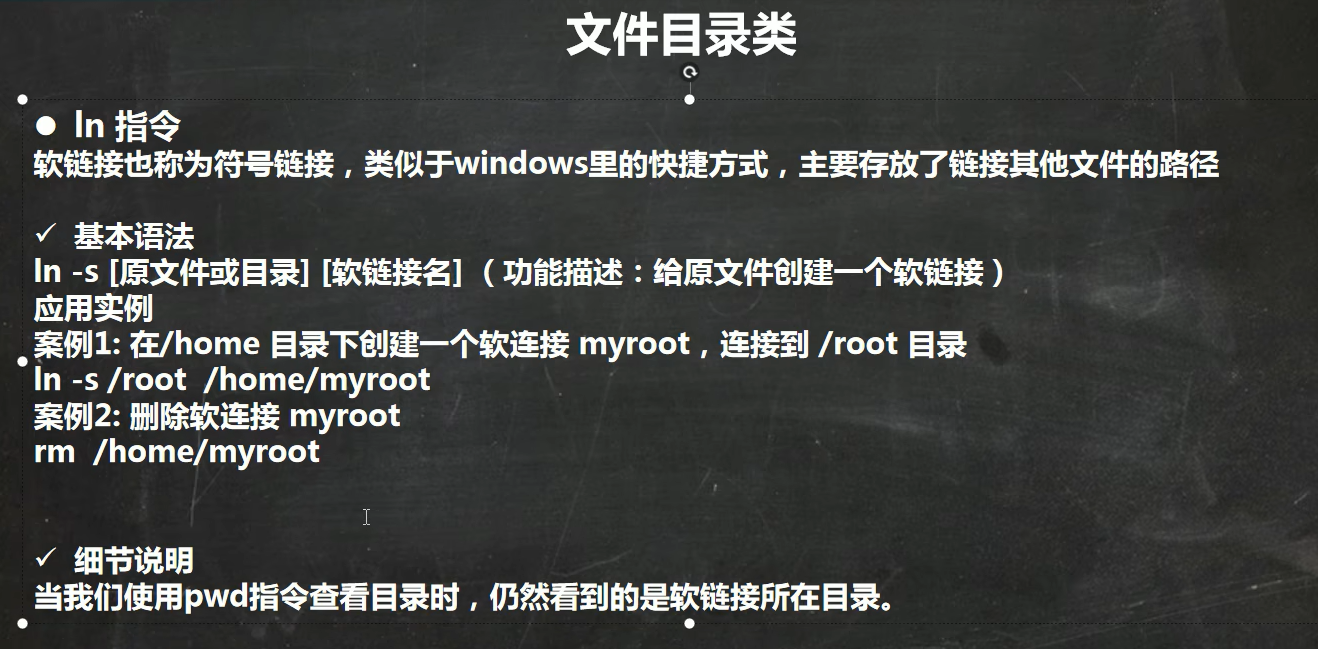 文件目录类
● ln 指令
软链接也称为符号链接，类似于windows里的快捷方式，主要存放了链接其他文件的路径
✓ 基本语法
ln -s [原文件或目录] [软链接名] （功能描述：给原文件创建一个软链接）
应用实例
案例1: 在/home 目录下创建一个软连接 myroot，连接到 /root 目录
ln -s /root  /home/myroot
案例2: 删除软连接 myroot
rm  /home/myroot
✓ 细节说明
当我们使用pwd指令查看目录时，仍然看到的是软链接所在目录。